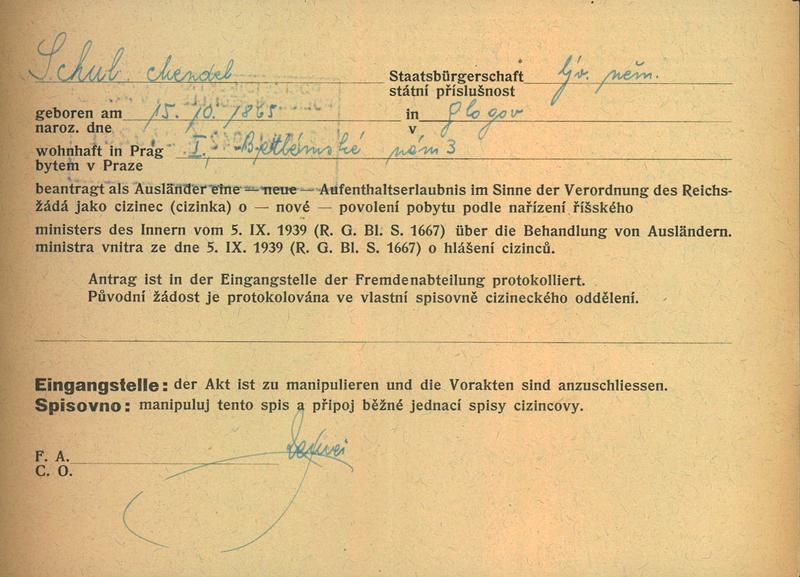 Schul. Mendel
Staatsbürgerschaft
státní příslušnost
něm.
geboren am
naroz. dne
15. 10. 1865
in
v
Glogov
wohnhaft in Prag
bytem v Praze
I., Betlémské nám 3
beantragt als Ausländer eine — neue — Aufenthaltserlaubnis im Sinne der Verordnung des Reichs-
žádá jako cizinec (cizinka) o — nové — povolení pobytu podle nařízení říšského
ministers des Innern vom 5. IX. 1939 (R. G. Bl. S. 1667) über die Behandlung von Ausländern.
ministra vnitra ze dne 5. IX. 1939 (R. G. Bl. S. 1667) o hlášení cizinců.
Antrag ist in der Eingangstelle der Fremdenabteilung protokolliert.
Původní žádost je protokolována ve vlastní spisovně cizineckého oddělení.
Eingangstelle: der Akt ist zu manipulieren und die Vorakten sind anzuschliessen.
Spisovno: manipuluj tento spis a připoj běžné jednací spisy cizincovy.
F. A.
C. O.